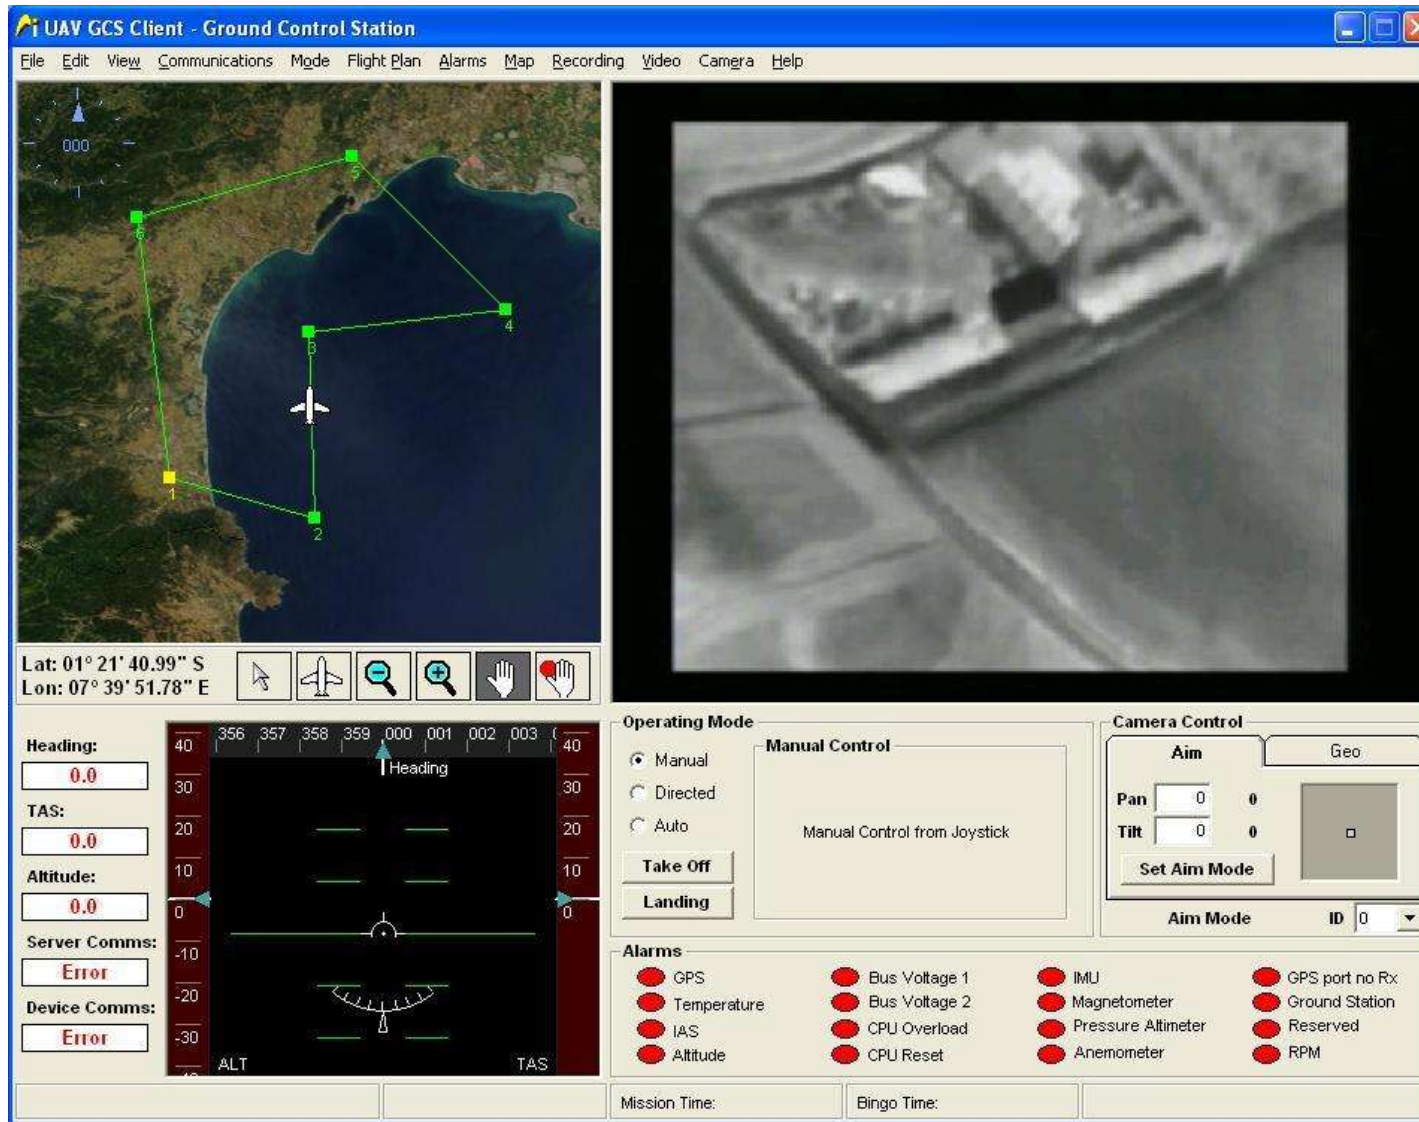 UAV GCS Client - Ground Control Station
File Edit View Communications Mode Flight Plan Alarms Map Recording Video Camera Help
000
5
6
4
3
1
2
Lat: 01° 21' 40.99" S
Lon: 07° 39' 51.78" E
Heading:
0.0
TAS:
0.0
Altitude:
0.0
Server Comms:
Error
Device Comms:
Error
356 357 358 359 000 001 002 003
Heading
40
30
20
10
0
-10
-20
-30
40
30
20
10
0
ALT TAS
Operating Mode
Manual
Directed
Auto
Take Off
Landing
Manual Control
Manual Control from Joystick
Camera Control
Aim Geo
Pan 0 0
Tilt 0 0
Set Aim Mode
Aim Mode ID 0
Alarms
GPS Bus Voltage 1 IMU GPS port no Rx
Temperature Bus Voltage 2 Magnetometer Ground Station
IAS CPU Overload Pressure Altimeter Reserved
Altitude CPU Reset Anemometer RPM
Mission Time: Bingo Time: